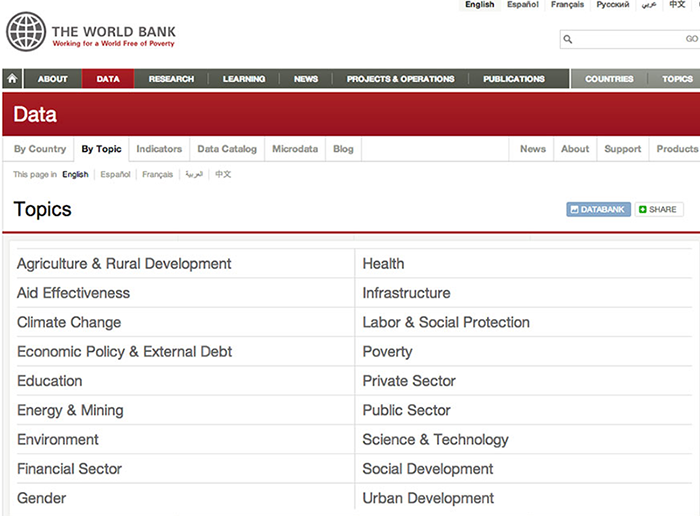 English Español Français Русский عربي 中文
THE WORLD BANK
Working for a World Free of Poverty
GO
ABOUT DATA RESEARCH LEARNING NEWS PROJECTS & OPERATIONS PUBLICATIONS COUNTRIES TOPICS
Data
By Country By Topic Indicators Data Catalog Microdata Blog News About Support Products
This page in English Español Français العربية 中文
Topics
DATABANK SHARE
Agriculture & Rural Development Health
Aid Effectiveness Infrastructure
Climate Change Labor & Social Protection
Economic Policy & External Debt Poverty
Education Private Sector
Energy & Mining Public Sector
Environment Science & Technology
Financial Sector Social Development
Gender Urban Development